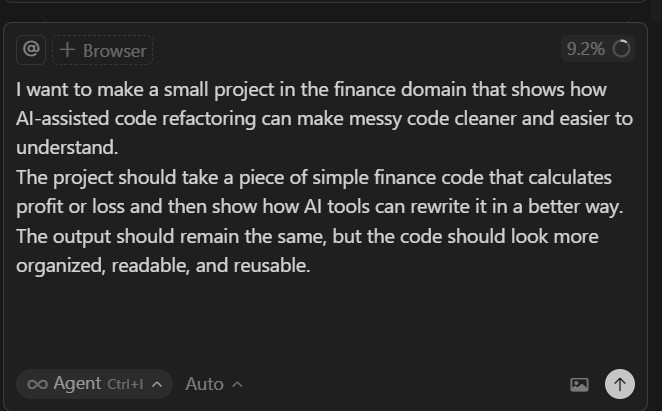 @ + Browser 9.2%
I want to make a small project in the finance domain that shows how
AI-assisted code refactoring can make messy code cleaner and easier to
understand.
The project should take a piece of simple finance code that calculates
profit or loss and then show how AI tools can rewrite it in a better way.
The output should remain the same, but the code should look more
organized, readable, and reusable.
∞ Agent Ctrl+I Auto